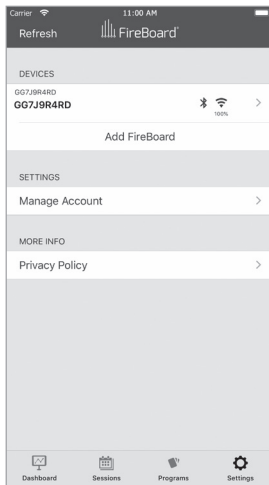 Carrier 11:00 AM
Refresh FireBoard
DEVICES
GG7J9R4RD
GG7J9R4RD
100%
Add FireBoard
SETTINGS
Manage Account
MORE INFO
Privacy Policy
Dashboard Sessions Programs Settings